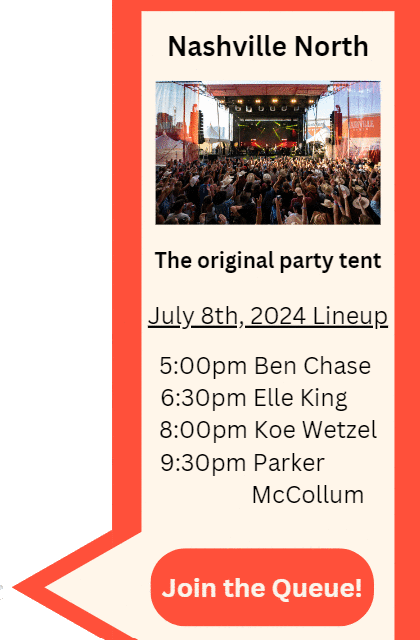 Nashville North
The original party tent
July 8th, 2024 Lineup
5:00pm Ben Chase
6:30pm Elle King
8:00pm Koe Wetzel
9:30pm Parker
McCollum
Join the Queue!